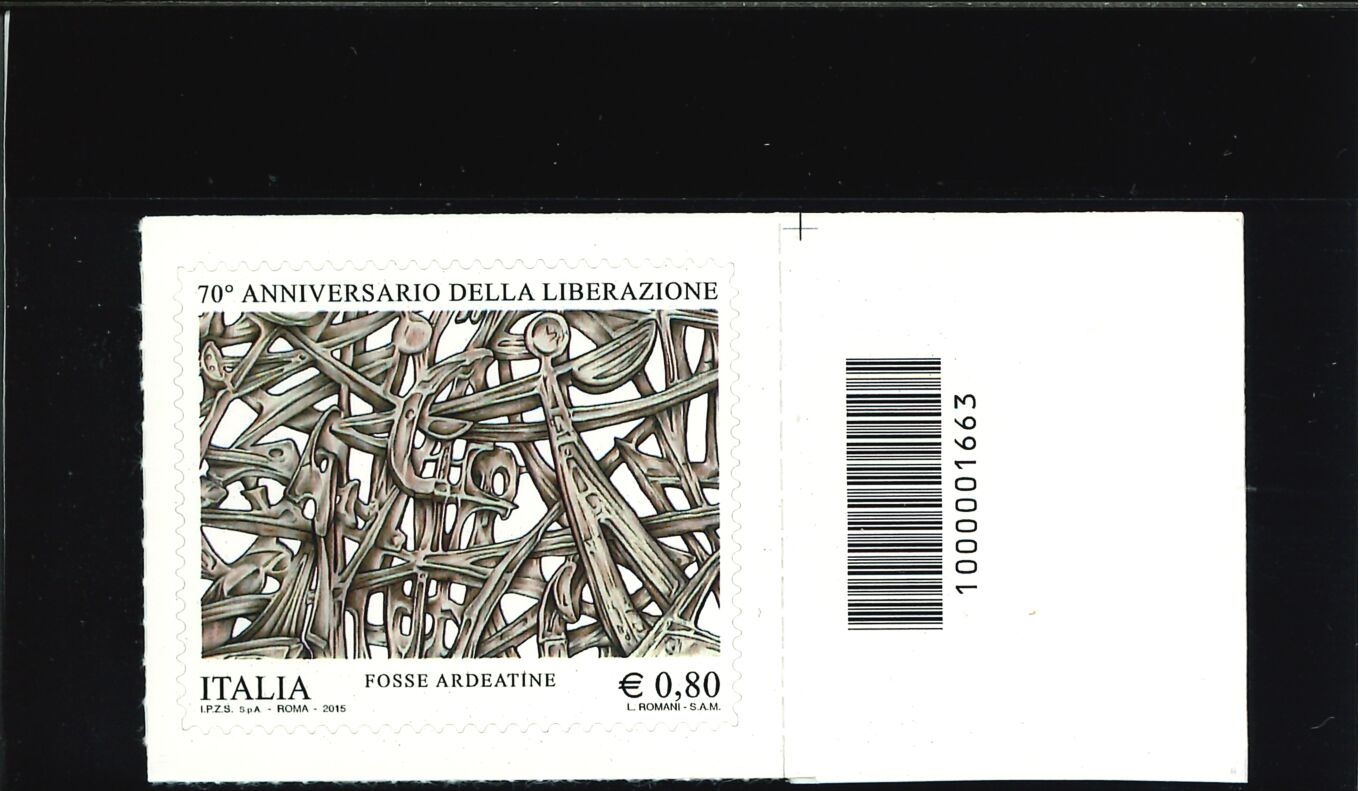 70° ANNIVERSARIO DELLA LIBERAZIONE
FOSSE ARDEATINE
ITALIA
€ 0,80
I.P.Z.S. S.p.A. - ROMA - 2015
L. ROMANI - S.A.M.
1000001663